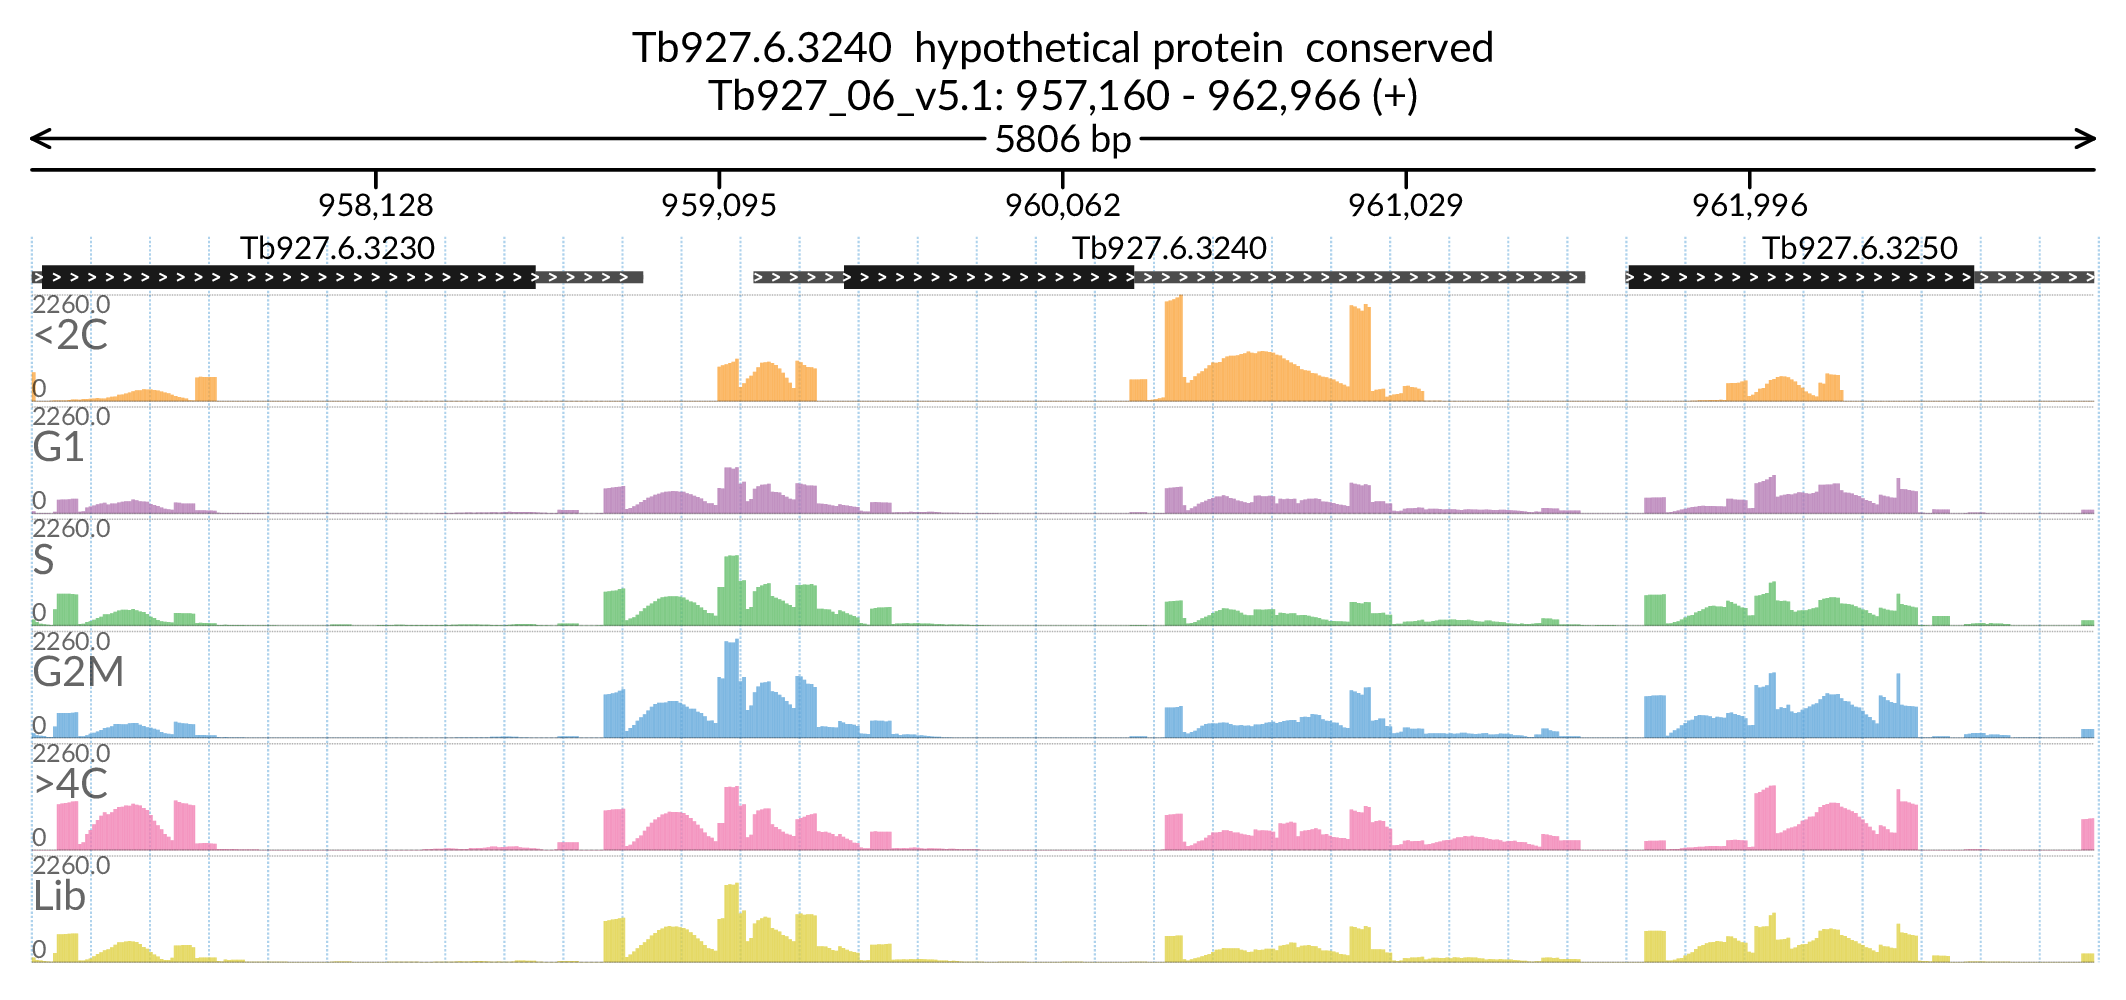 Tb927.6.3240  hypothetical protein  conserved
Tb927_06_v5.1: 957,160 - 962,966 (+)
5806 bp
958,128 959,095 960,062 961,029 961,996
Tb927.6.3230 Tb927.6.3240 Tb927.6.3250
2260.0
<2C
0
2260.0
G1
0
2260.0
S
0
2260.0
G2M
0
2260.0
>4C
0
2260.0
Lib
0